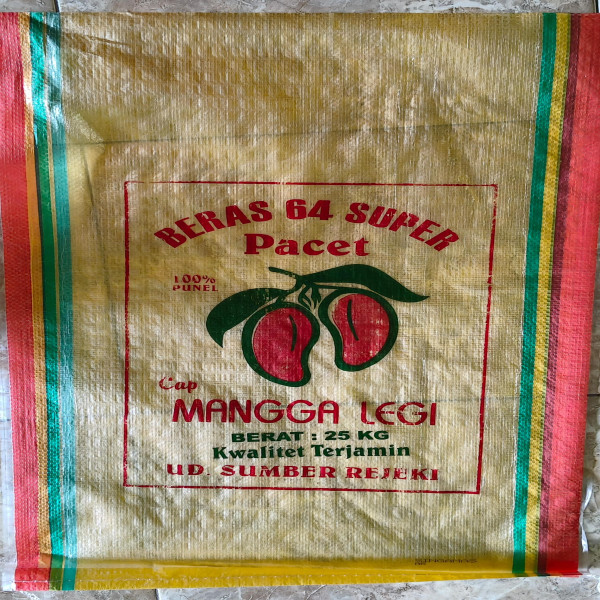 BERAS 64 SUPER
Pacet
100%
PUNEL
Cap
MANGGA LEGI
BERAT : 25 KG
Kwalitet Terjamin
UD. SUMBER REJEKI